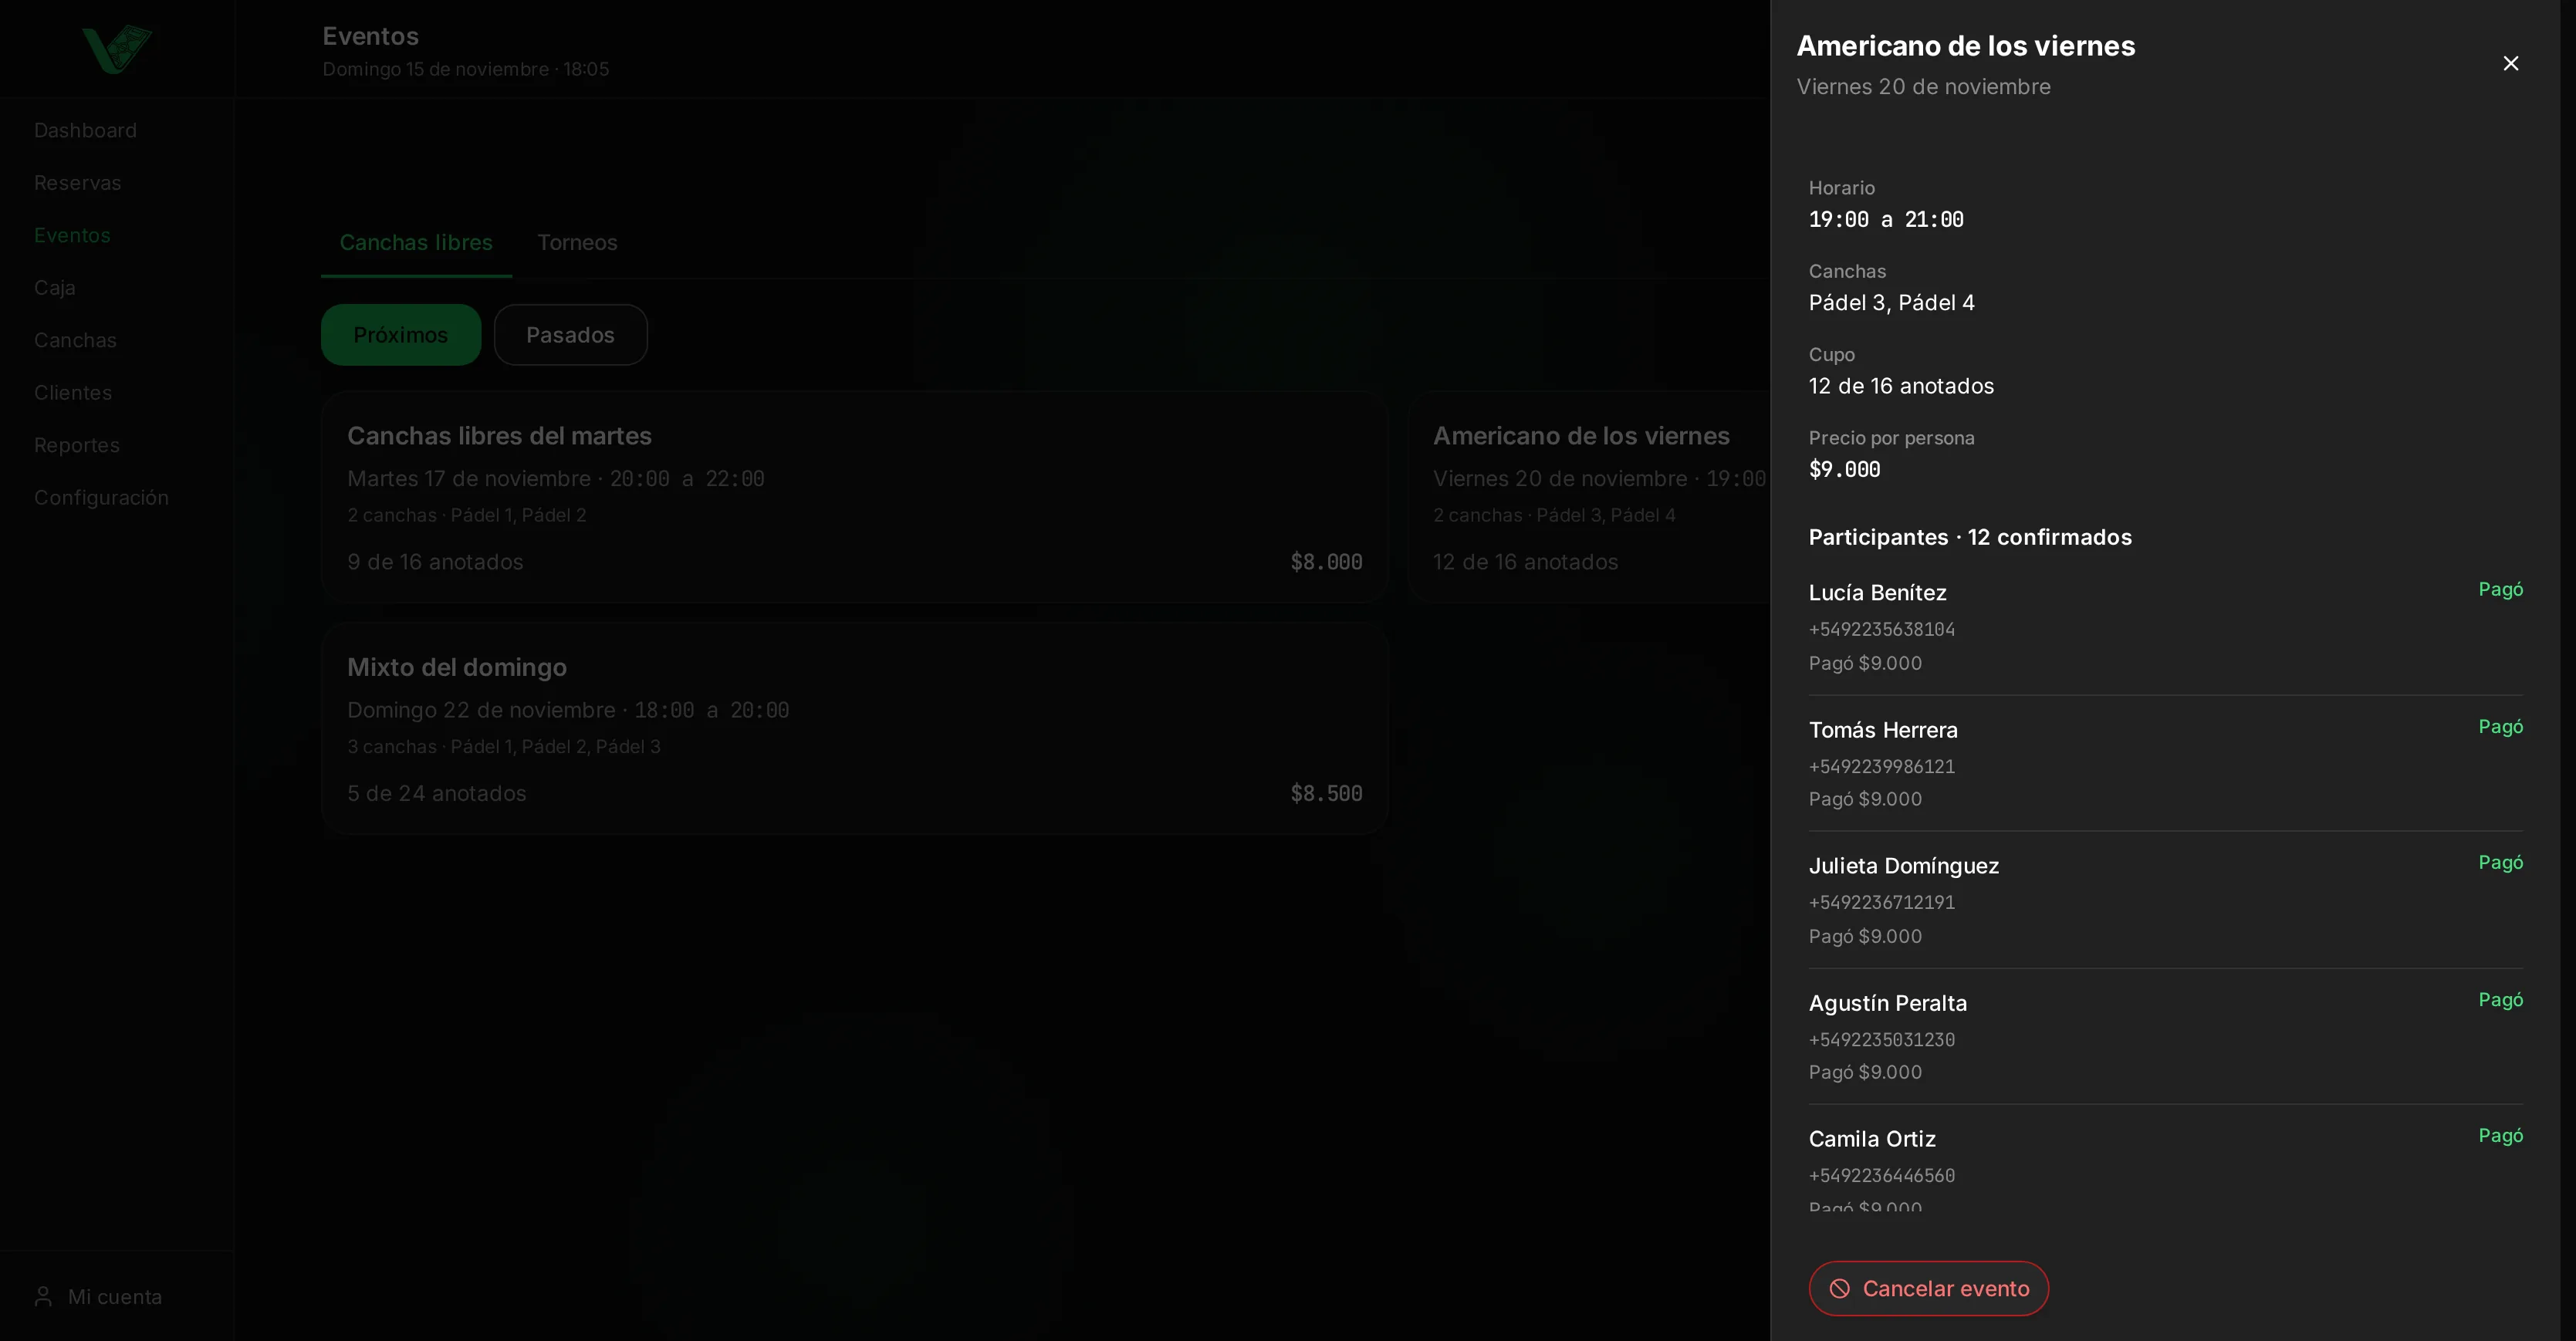 Eventos
Domingo 15 de noviembre · 18:05
Dashboard
Reservas
Eventos
Caja
Canchas
Clientes
Reportes
Configuración
Mi cuenta
Canchas libres
Torneos
Próximos
Pasados
Canchas libres del martes
Martes 17 de noviembre · 20:00 a 22:00
2 canchas · Pádel 1, Pádel 2
9 de 16 anotados
$8.000
Americano de los viernes
Viernes 20 de noviembre · 19:00
2 canchas · Pádel 3, Pádel 4
12 de 16 anotados
Mixto del domingo
Domingo 22 de noviembre · 18:00 a 20:00
3 canchas · Pádel 1, Pádel 2, Pádel 3
5 de 24 anotados
$8.500
Americano de los viernes
Viernes 20 de noviembre
Horario
19:00 a 21:00
Canchas
Pádel 3, Pádel 4
Cupo
12 de 16 anotados
Precio por persona
$9.000
Participantes · 12 confirmados
Lucía Benítez
Pagó
+5492235638104
Pagó $9.000
Tomás Herrera
Pagó
+5492239986121
Pagó $9.000
Julieta Domínguez
Pagó
+5492236712191
Pagó $9.000
Agustín Peralta
Pagó
+5492235031230
Pagó $9.000
Camila Ortiz
Pagó
+5492236446560
Pagó $9.000
Cancelar evento